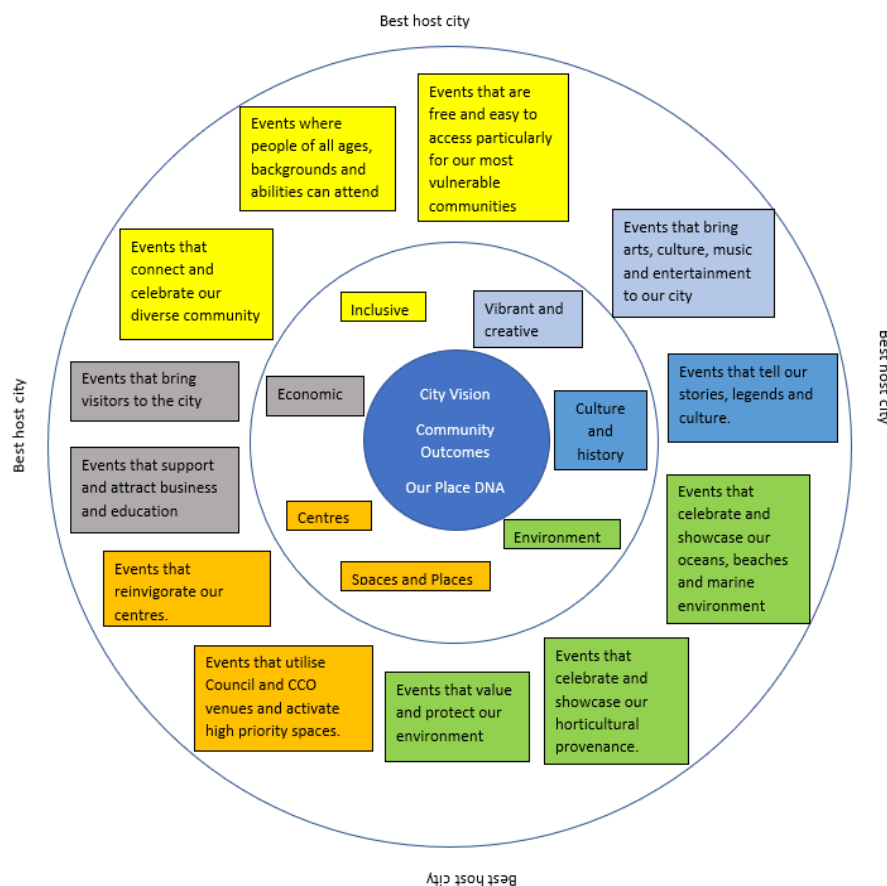 Best host city
Events that are
free and easy to
access particularly
for our most
vulnerable
communities
Events where
people of all ages,
backgrounds and
abilities can attend
Events that bring
arts, culture, music
and entertainment
to our city
Events that
connect and
celebrate our
diverse community
Inclusive
Vibrant and
creative
Best host city
Events that bring
visitors to the city
Economic
City Vision
Community
Outcomes
Our Place DNA
Culture
and
history
Events that tell our
stories, legends and
culture.
Best host city
Events that support
and attract business
and education
Centres
Environment
Events that
celebrate and
showcase our
oceans, beaches
and marine
environment
Events that
reinvigorate our
centres.
Spaces and Places
Events that utilise
Council and CCO
venues and activate
high priority spaces.
Events that value
and protect our
environment
Events that
celebrate and
showcase our
horticultural
provenance.
Best host city